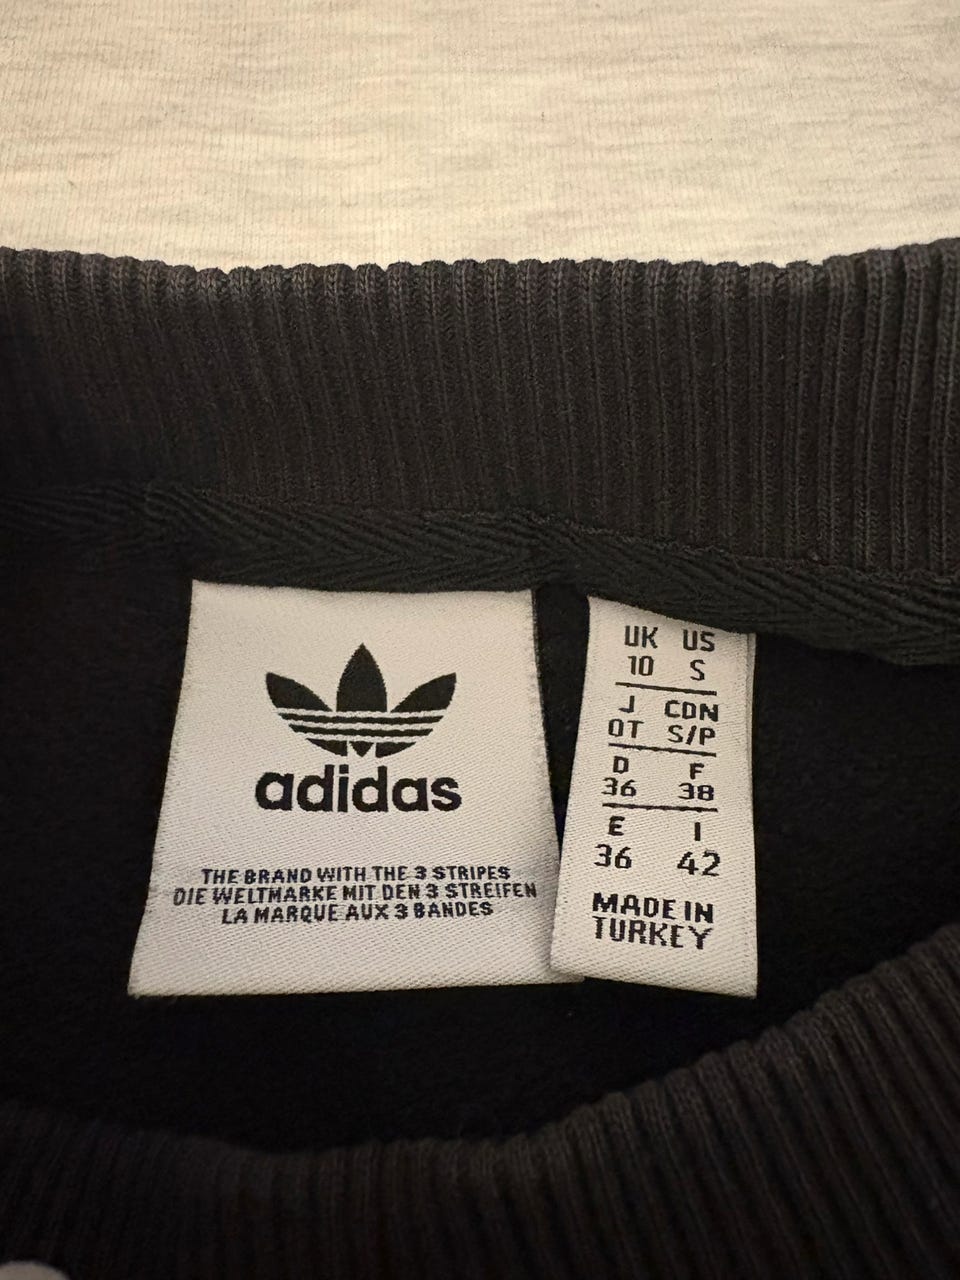 adidas
THE BRAND WITH THE 3 STRIPES
DIE WELTMARKE MIT DEN 3 STREIFEN
LA MARQUE AUX 3 BANDES
UK US
10 S
J CDN
OT S/P
D F
36 38
E I
36 42
MADE IN
TURKEY